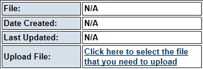 File: N/A
Date Created: N/A
Last Updated: N/A
Upload File: Click here to select the file
that you need to upload